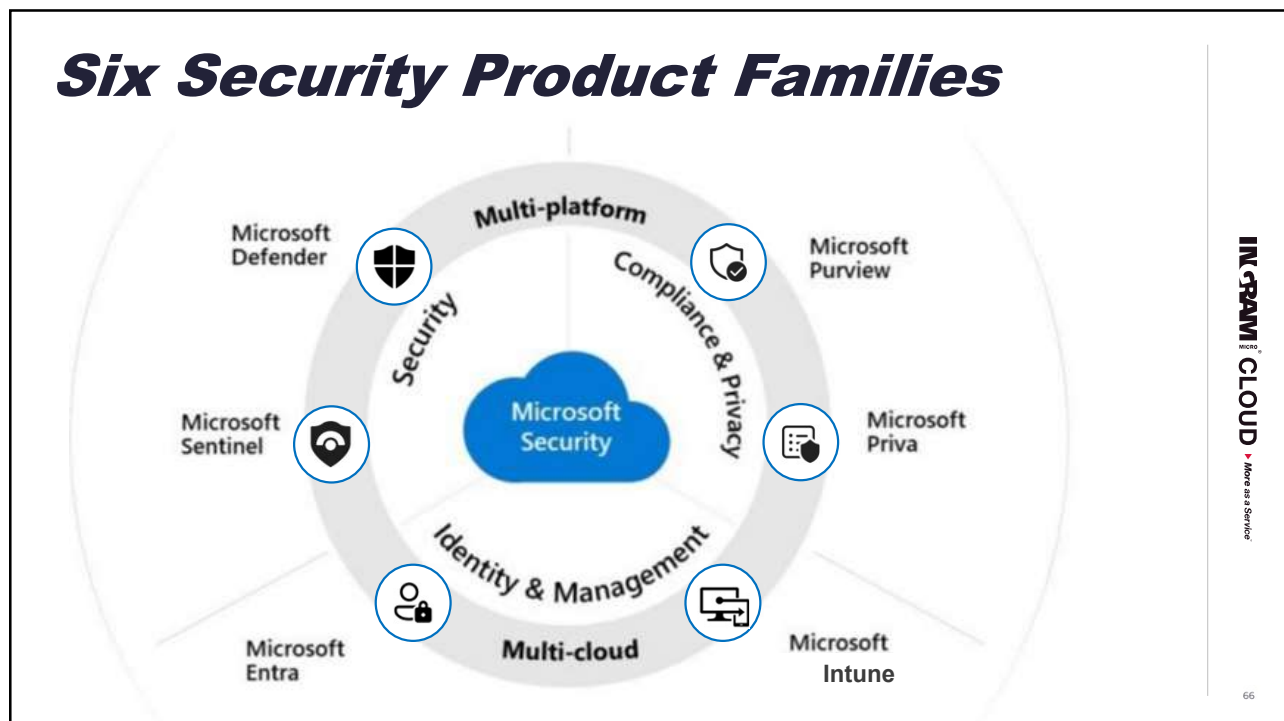 Six Security Product Families
Multi-platform
Microsoft
Defender
Microsoft
Purview
Security
Compliance & Privacy
Microsoft
Security
Microsoft
Sentinel
Microsoft
Priva
Identity & Management
Multi-cloud
Microsoft
Entra
Microsoft
Intune
INGRAM MICRO® CLOUD More as a Service
66